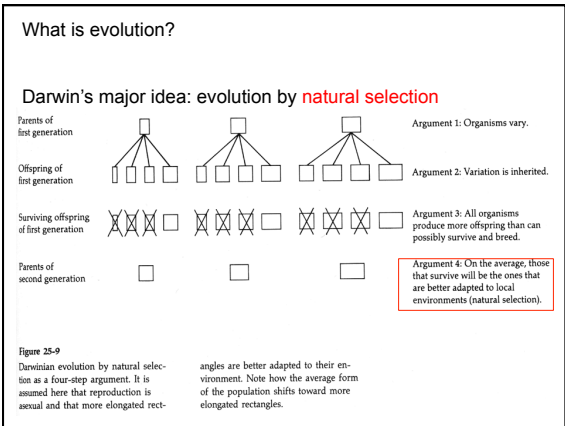 What is evolution?
Darwin's major idea: evolution by natural selection
Parents of
first generation
Argument 1: Organisms vary.
Offspring of
first generation
Argument 2: Variation is inherited.
Surviving offspring
of first generation
Argument 3: All organisms
produce more offspring than can
possibly survive and breed.
Parents of
second generation
Argument 4: On the average, those
that survive will be the ones that
are better adapted to local
environments (natural selection).
Figure 25-9
Darwinian evolution by natural selec-
tion as a four-step argument. It is
assumed here that reproduction is
asexual and that more elongated rect-
angles are better adapted to their en-
vironment. Note how the average form
of the population shifts toward more
elongated rectangles.